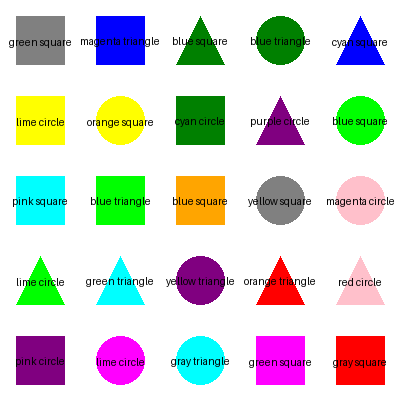 green square magenta triangle blue square blue triangle cyan square
lime circle orange square cyan circle purple circle blue square
pink square blue triangle blue square yellow square magenta circle
lime circle green triangle yellow triangle orange triangle red circle
pink circle lime circle gray triangle green square gray square